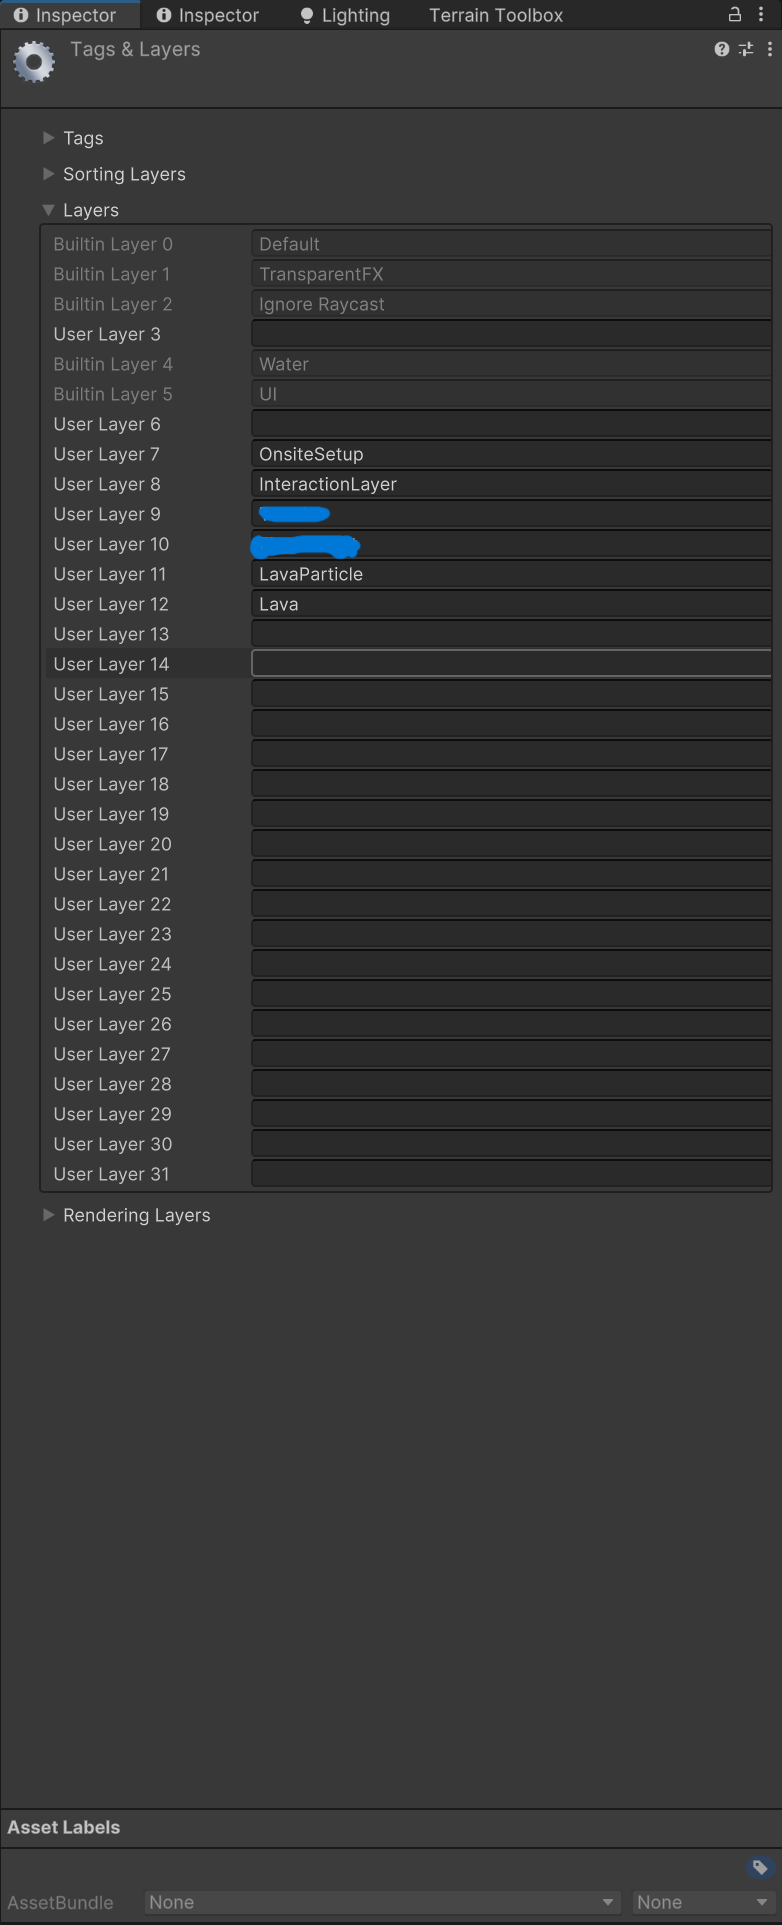 Inspector Inspector Lighting Terrain Toolbox
Tags & Layers
Tags
Sorting Layers
Layers
Builtin Layer 0 Default
Builtin Layer 1 TransparentFX
Builtin Layer 2 Ignore Raycast
User Layer 3
Builtin Layer 4 Water
Builtin Layer 5 UI
User Layer 6
User Layer 7 OnsiteSetup
User Layer 8 InteractionLayer
User Layer 9
User Layer 10
User Layer 11 LavaParticle
User Layer 12 Lava
User Layer 13
User Layer 14
User Layer 15
User Layer 16
User Layer 17
User Layer 18
User Layer 19
User Layer 20
User Layer 21
User Layer 22
User Layer 23
User Layer 24
User Layer 25
User Layer 26
User Layer 27
User Layer 28
User Layer 29
User Layer 30
User Layer 31
Rendering Layers
Asset Labels
AssetBundle None None